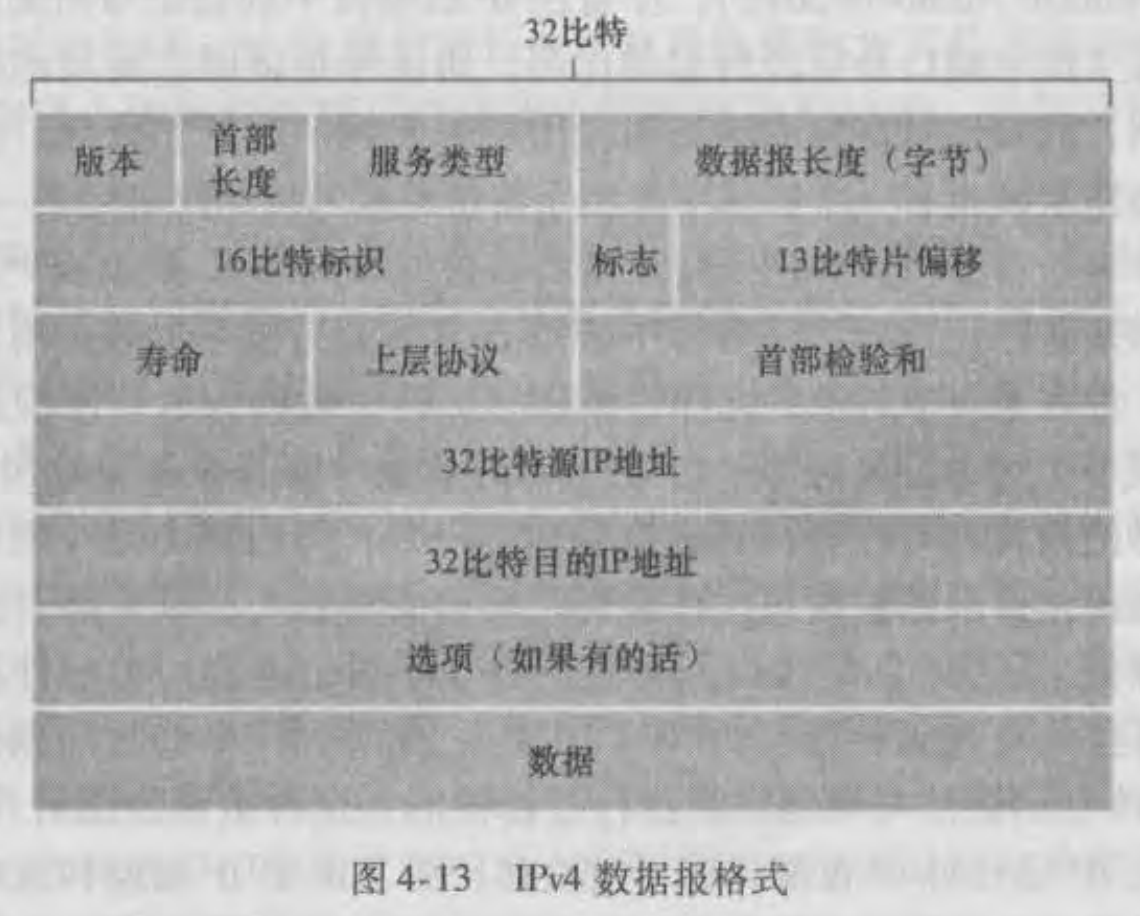 32比特
版本 首部长度 服务类型 数据报长度（字节）
16比特标识 标志 13比特片偏移
寿命 上层协议 首部检验和
32比特源IP地址
32比特目的IP地址
选项（如果有的话）
数据
图 4-13 IPv4 数据报格式